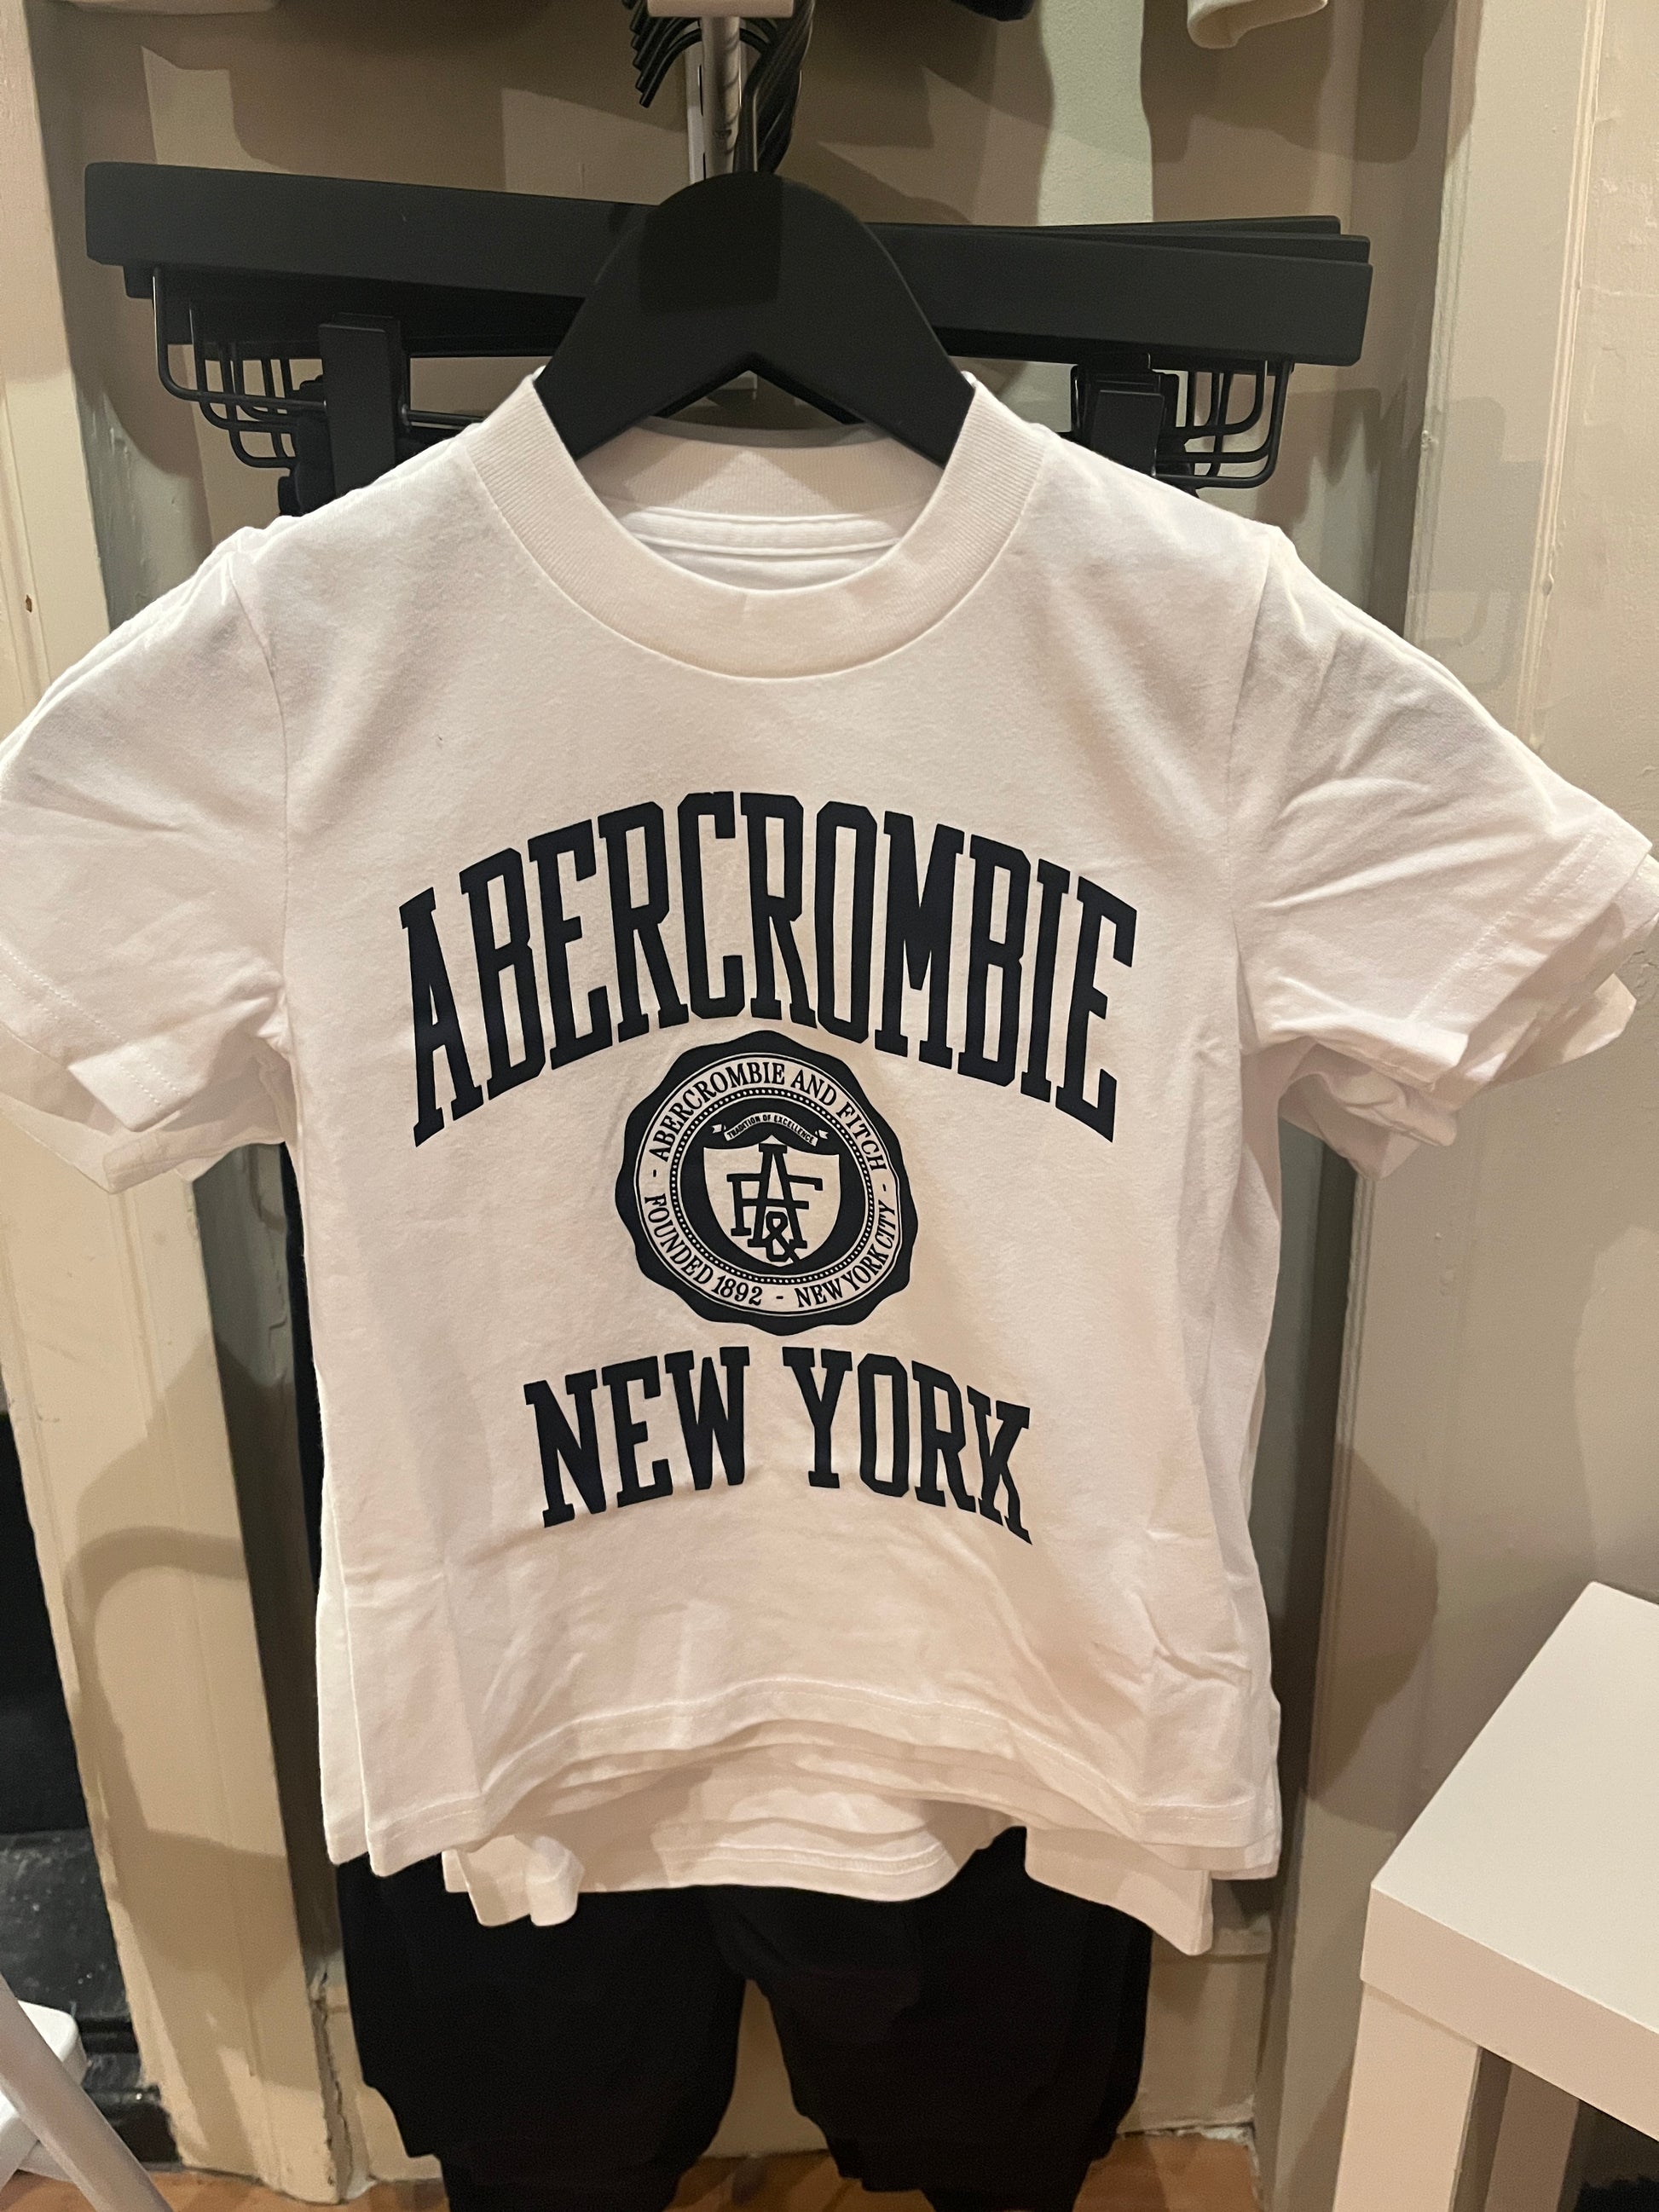 ABERCROMBIE
- ABERCROMBIE AND FITCH -
TRADITION OF EXCELLENCE
A&F
FOUNDED 1892 - NEW YORK CITY
NEW YORK